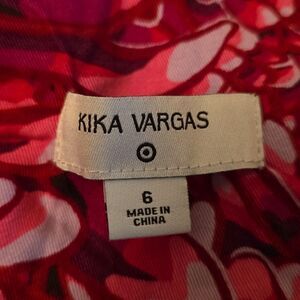 KIKA VARGAS
6
MADE IN
CHINA